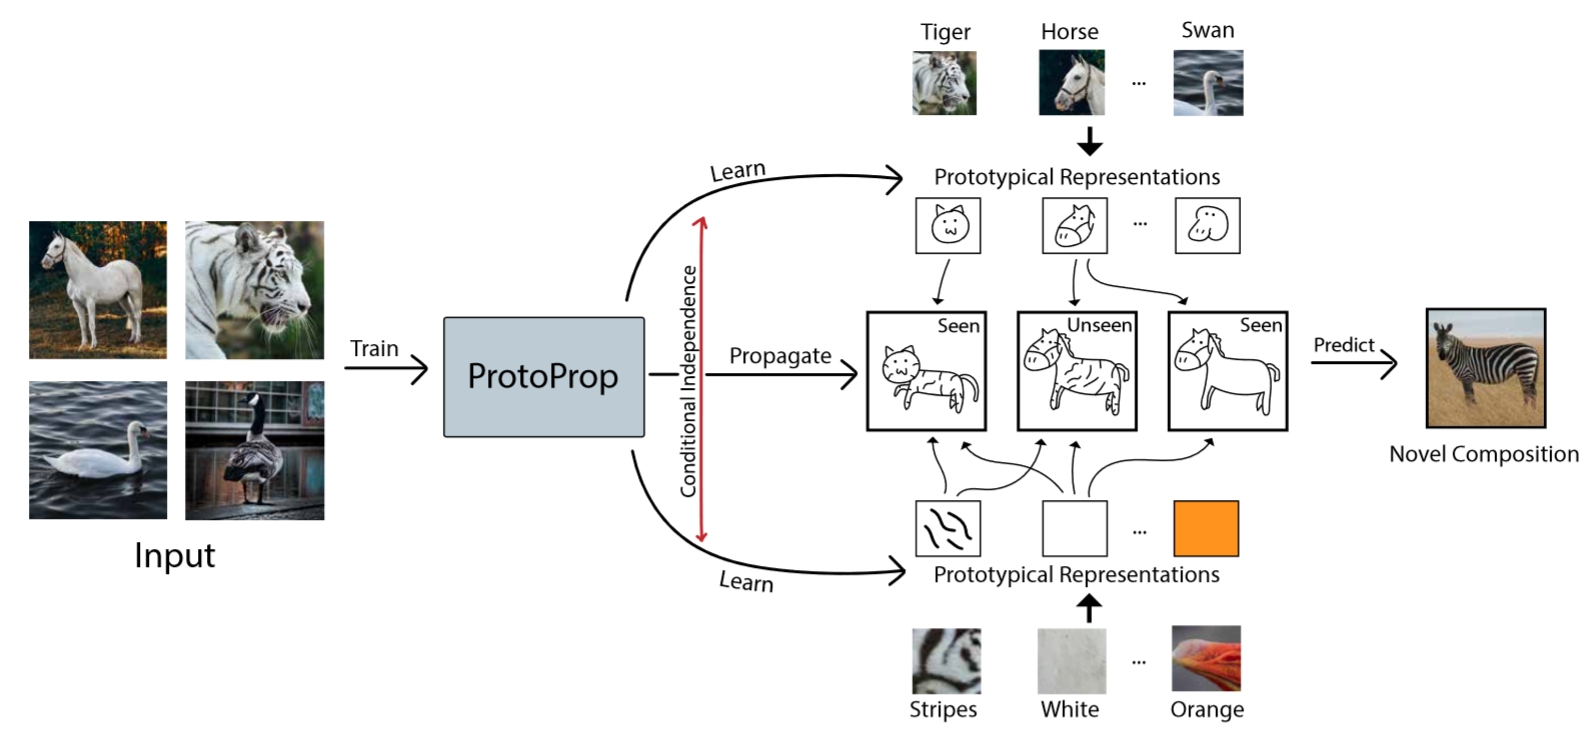 Tiger Horse Swan
...
Learn
Prototypical Representations
...
Seen Unseen Seen
Train
ProtoProp
Conditional Independence
Propagate
Predict
Novel Composition
Input
...
Learn
Prototypical Representations
...
Stripes White Orange